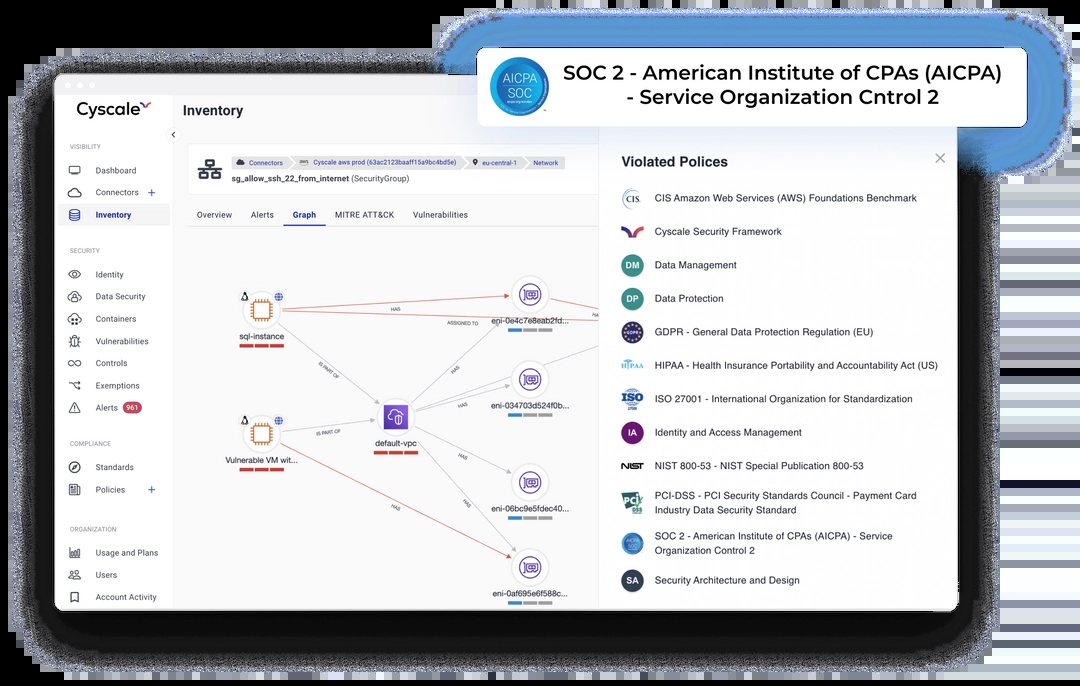 AICPA
SOC
SOC 2 - American Institute of CPAs (AICPA)
- Service Organization Cntrol 2
Cyscale
VISIBILITY
Dashboard
Connectors +
Inventory
SECURITY
Identity
Data Security
Containers
Vulnerabilities
Controls
Exemptions
Alerts 961
COMPLIANCE
Standards
Policies +
ORGANIZATION
Usage and Plans
Users
Account Activity
Inventory
Connectors Cyscale aws prod (63ac2123baaff15a9bc4bd5e) eu-central-1 Network
sg_allow_ssh_22_from_internet (SecurityGroup)
Overview Alerts Graph MITRE ATT&CK Vulnerabilities
sql-instance
HAS
ASSIGNED TO
HA
eni-0e4c7e8eab2fd...
IS PART OF
HAS
eni-034703d524f0b...
HAS
default-vpc
IS PART OF
Vulnerable VM wit...
HAS
HAS
HAS
eni-06bc9e5fdec40...
eni-0af695e6f588c...
Violated Polices
CIS. CIS Amazon Web Services (AWS) Foundations Benchmark
Cyscale Security Framework
DM Data Management
DP Data Protection
GDPR GDPR - General Data Protection Regulation (EU)
HIPAA HIPAA - Health Insurance Portability and Accountability Act (US)
ISO ISO 27001 - International Organization for Standardization
IA Identity and Access Management
NIST NIST 800-53 - NIST Special Publication 800-53
PCI DSS PCI-DSS - PCI Security Standards Council - Payment Card
Industry Data Security Standard
SOC 2 - American Institute of CPAs (AICPA) - Service
Organization Control 2
SA Security Architecture and Design